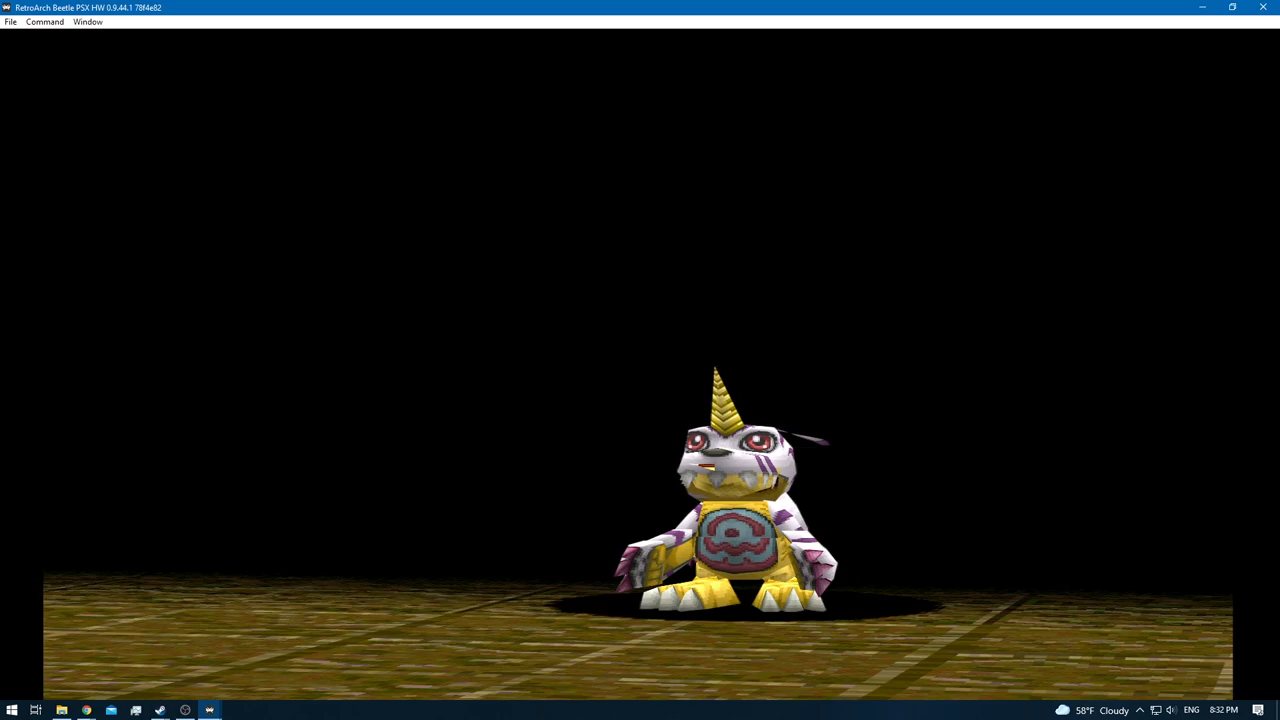 RetroArch Beetle PSX HW 0.9.44.1 78f4e82
File Command Window
58°F Cloudy ENG 8:32 PM